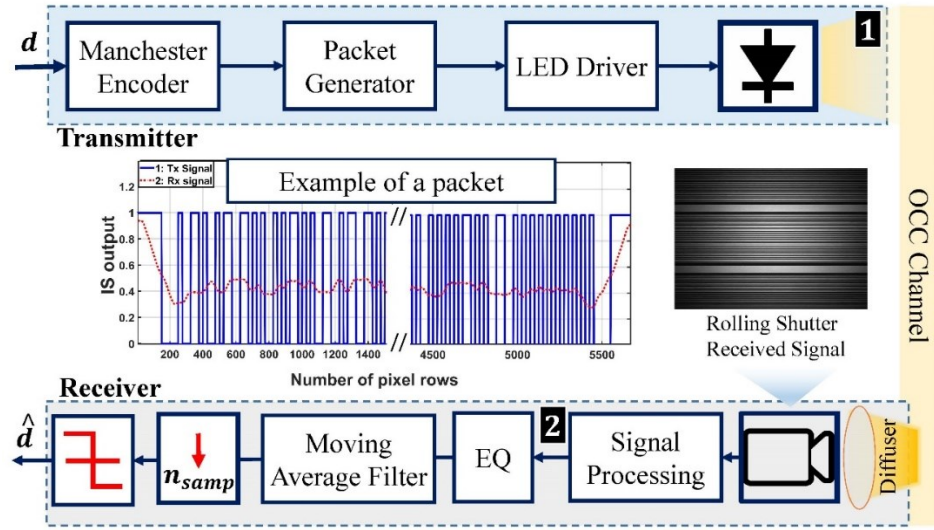 d
Manchester
Encoder
Packet
Generator
LED Driver
1
Transmitter
OCC Channel
1: Tx Signal
2: Rx signal
Example of a packet
IS output
1.2
1
0.8
0.6
0.4
0.2
0
200 400 600 800 1000 1200 1400 // 4500 5000 5500
//
Number of pixel rows
Rolling Shutter
Received Signal
Receiver
d̂
n_samp
Moving
Average Filter
EQ
2
Signal
Processing
Diffuser